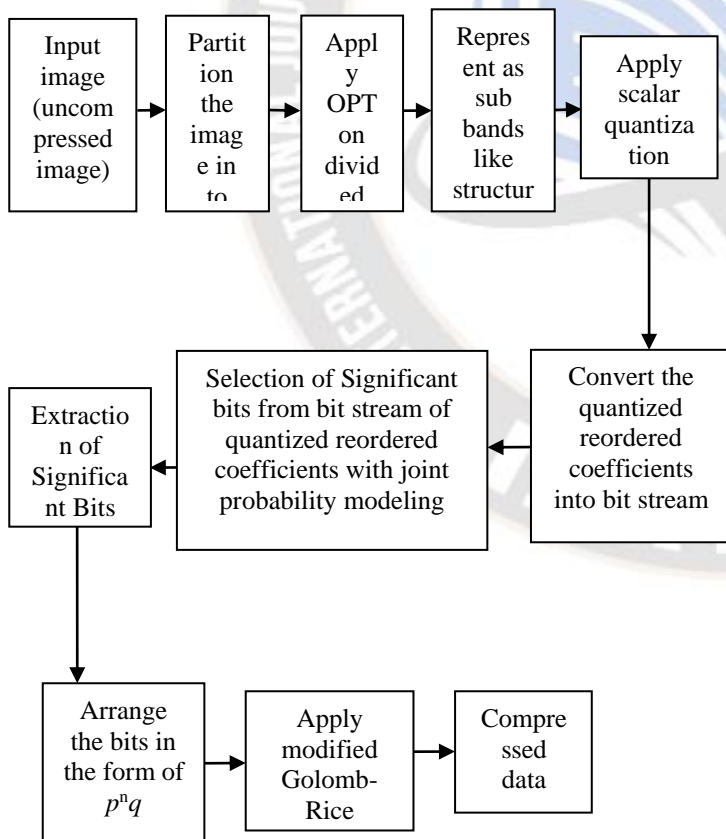 Input
image
(uncom
pressed
image)
Partit
ion
the
imag
e in
to
Appl
y
OPT
on
divid
ed
Repres
ent as
sub
bands
like
structur
Apply
scalar
quantiza
tion
Convert the
quantized
reordered
coefficients
into bit stream
Selection of Significant
bits from bit stream of
quantized reordered
coefficients with joint
probability modeling
Extractio
n of
Significa
nt Bits
Arrange
the bits in
the form of
pⁿq
Apply
modified
Golomb-
Rice
Compre
ssed
data